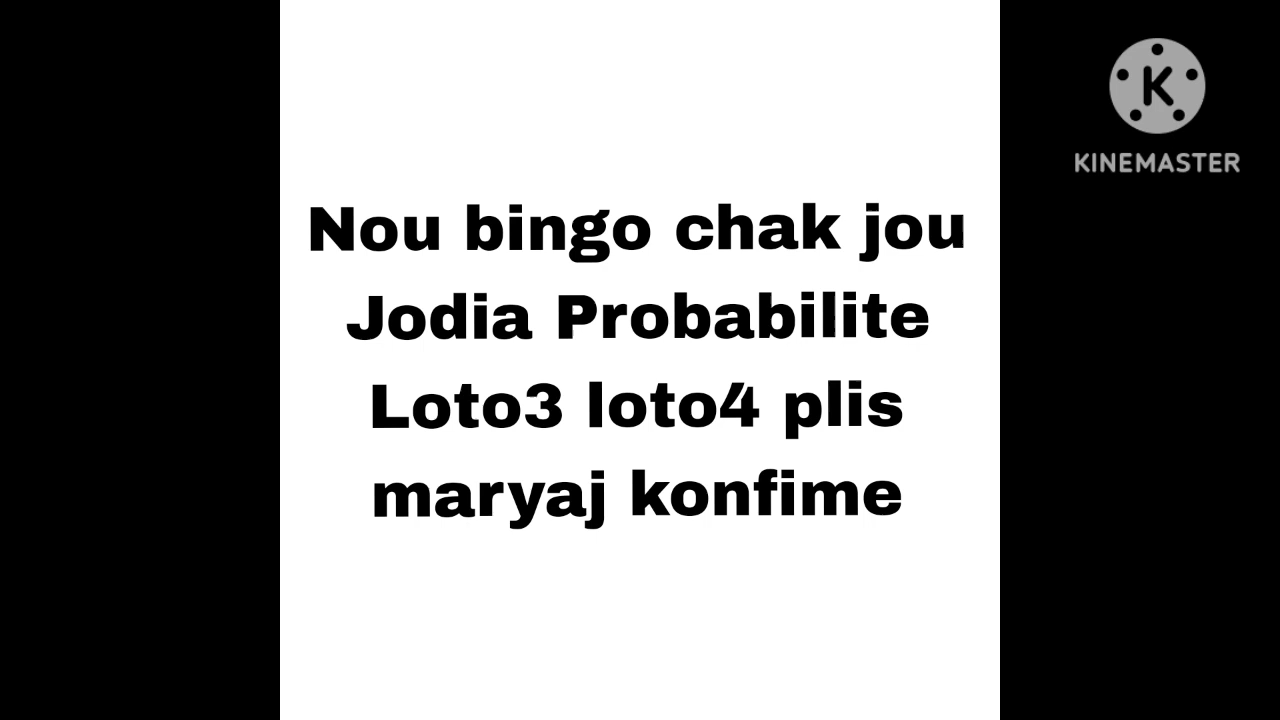 Nou bingo chak jou
Jodia Probabilite
Loto3 loto4 plis
maryaj konfime
K
KINEMASTER